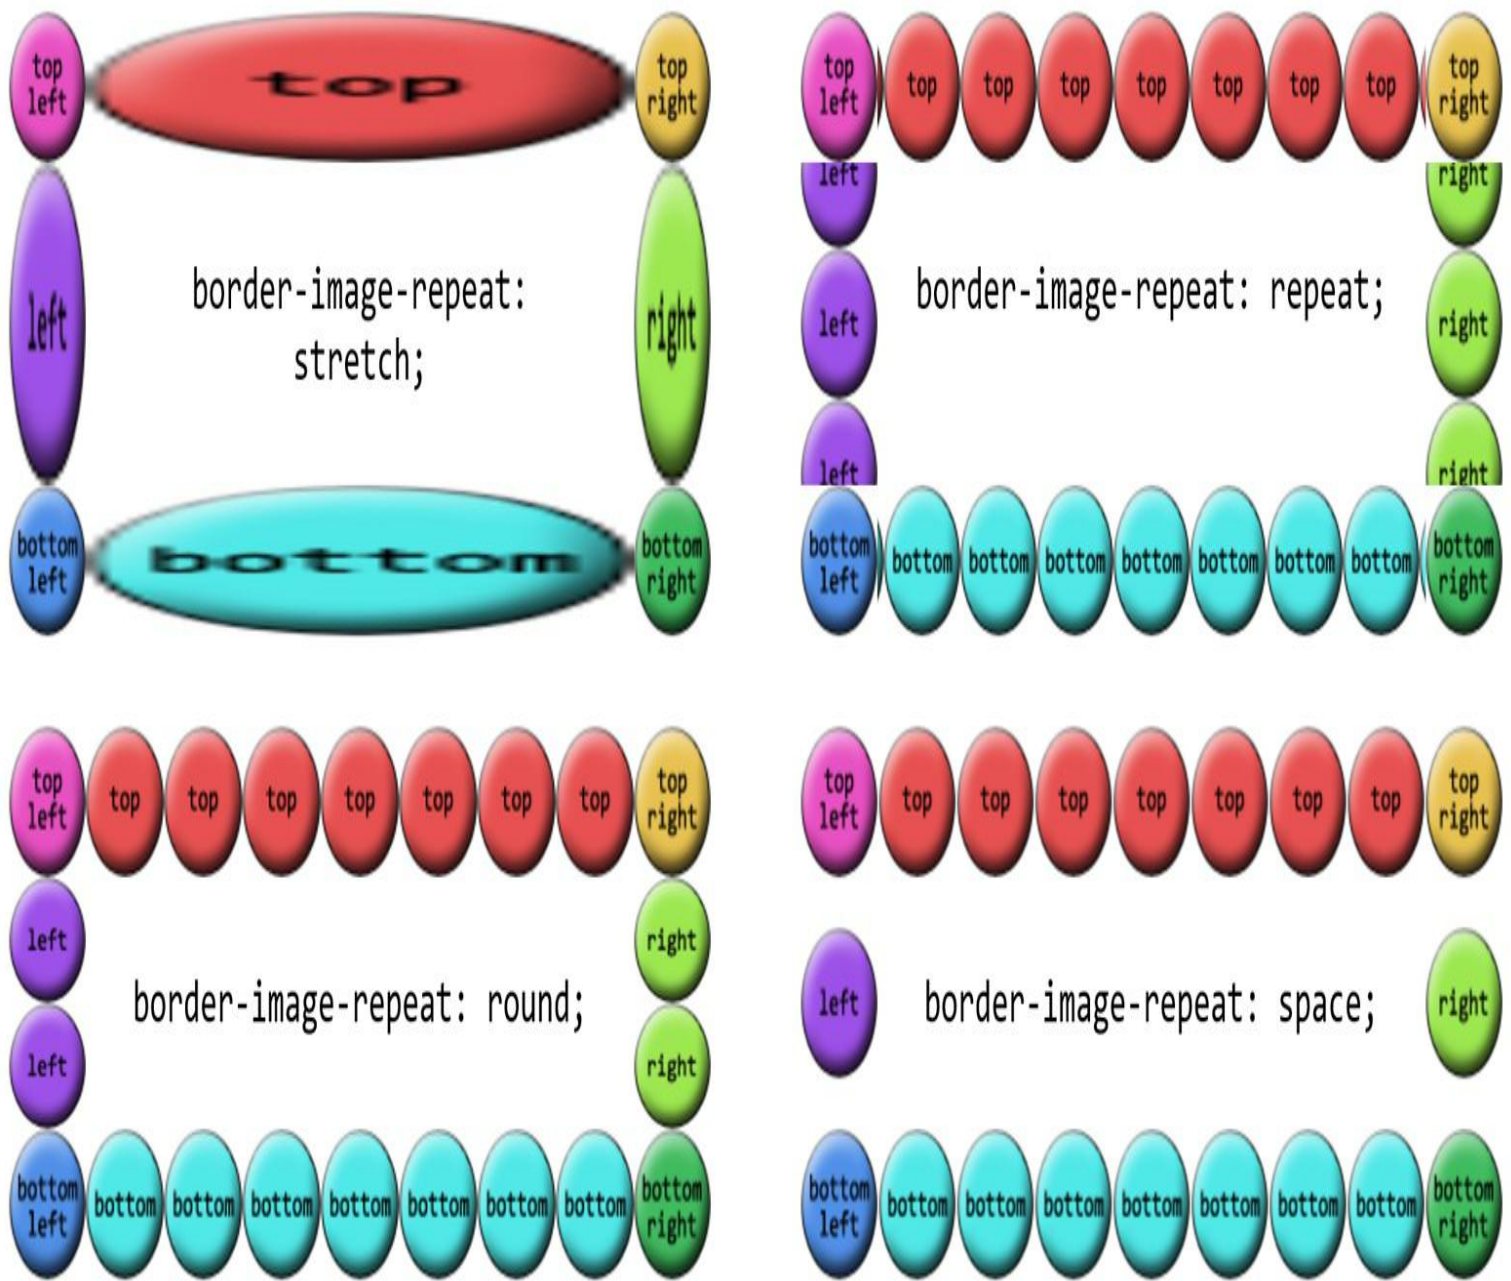 top
left
top
top
right
left
border-image-repeat:
stretch;
right
bottom
left
bottom
bottom
right
top
left
top top top top top top top
top
right
left
right
left
border-image-repeat: repeat;
right
left
right
bottom
left
bottom bottom bottom bottom bottom bottom bottom
bottom
right
top
left
top top top top top top top
top
right
left
right
border-image-repeat: round;
left
right
bottom
left
bottom bottom bottom bottom bottom bottom bottom
bottom
right
top
left
top top top top top top top
top
right
left
border-image-repeat: space;
right
bottom
left
bottom bottom bottom bottom bottom bottom bottom
bottom
right